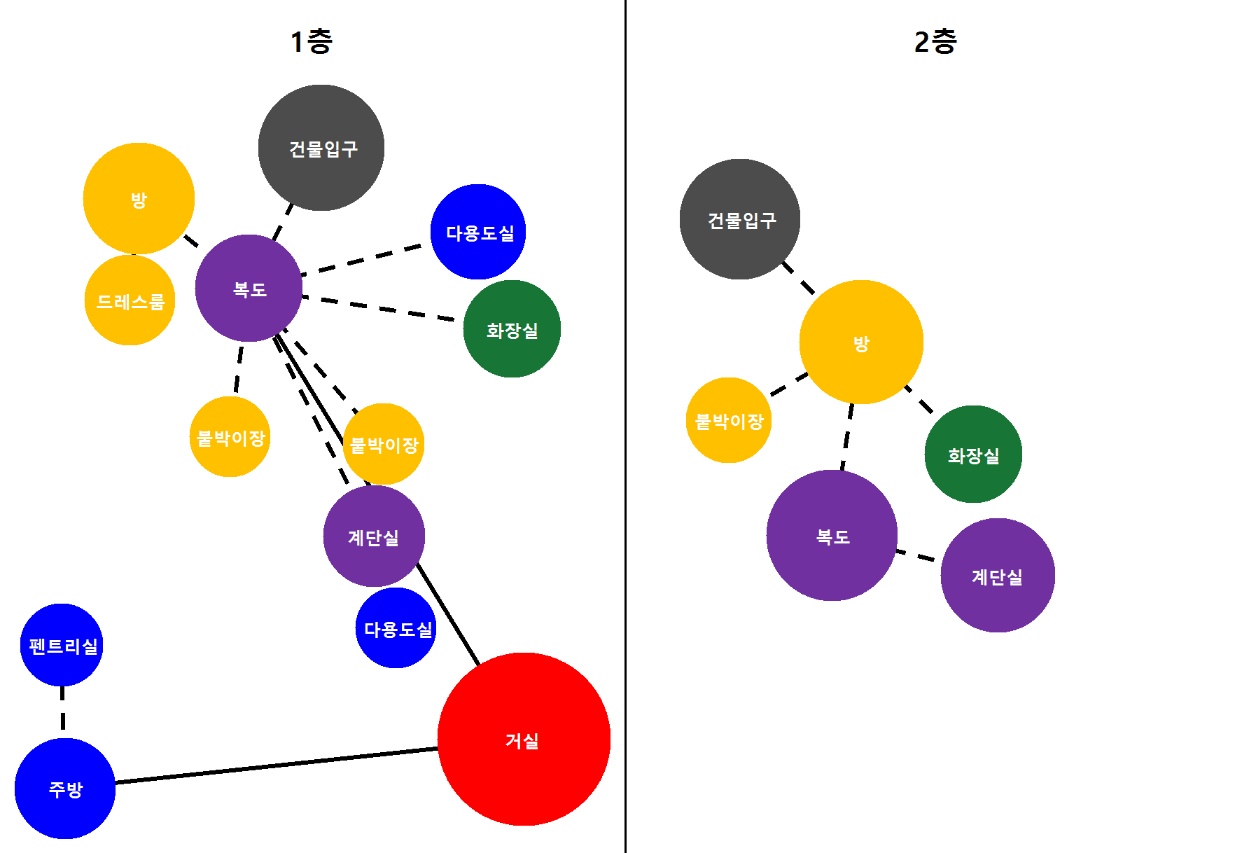 1층
건물입구
방
다용도실
드레스룸
복도
화장실
붙박이장
붙박이장
계단실
다용도실
펜트리실
거실
주방
2층
건물입구
방
붙박이장
화장실
복도
계단실